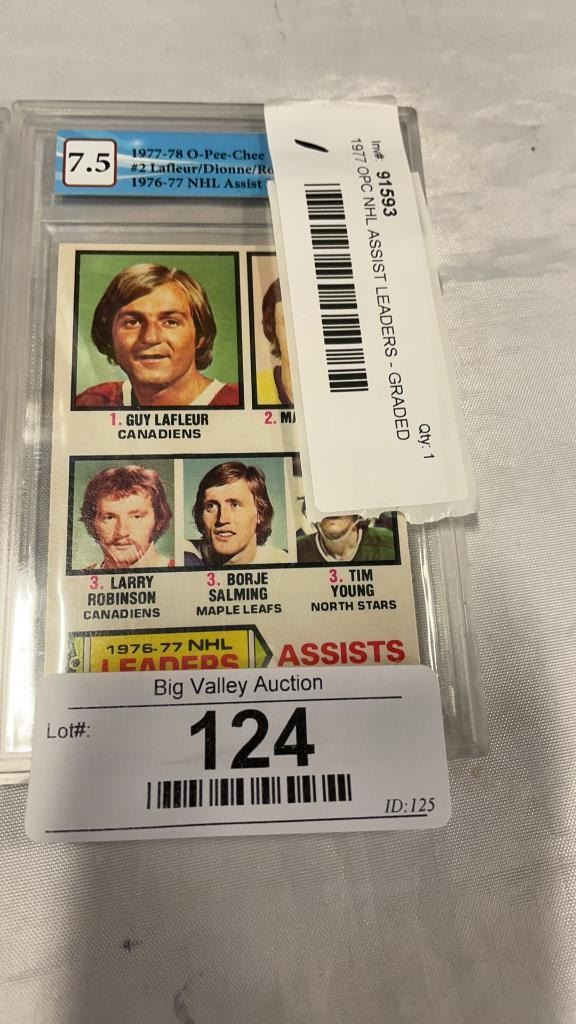 7.5
1977-78 O-Pee-Chee
#2 Lafleur/Dionne/Ro
1976-77 NHL Assist
Inv#: 91593
1977 OPC NHL ASSIST LEADERS - GRADED
Qty: 1
1. GUY LAFLEUR
CANADIENS
2. MA
3. LARRY
ROBINSON
CANADIENS
3. BORJE
SALMING
MAPLE LEAFS
3. TIM
YOUNG
NORTH STARS
1976-77 NHL
LEADERS
ASSISTS
Big Valley Auction
Lot#:
124
ID:125